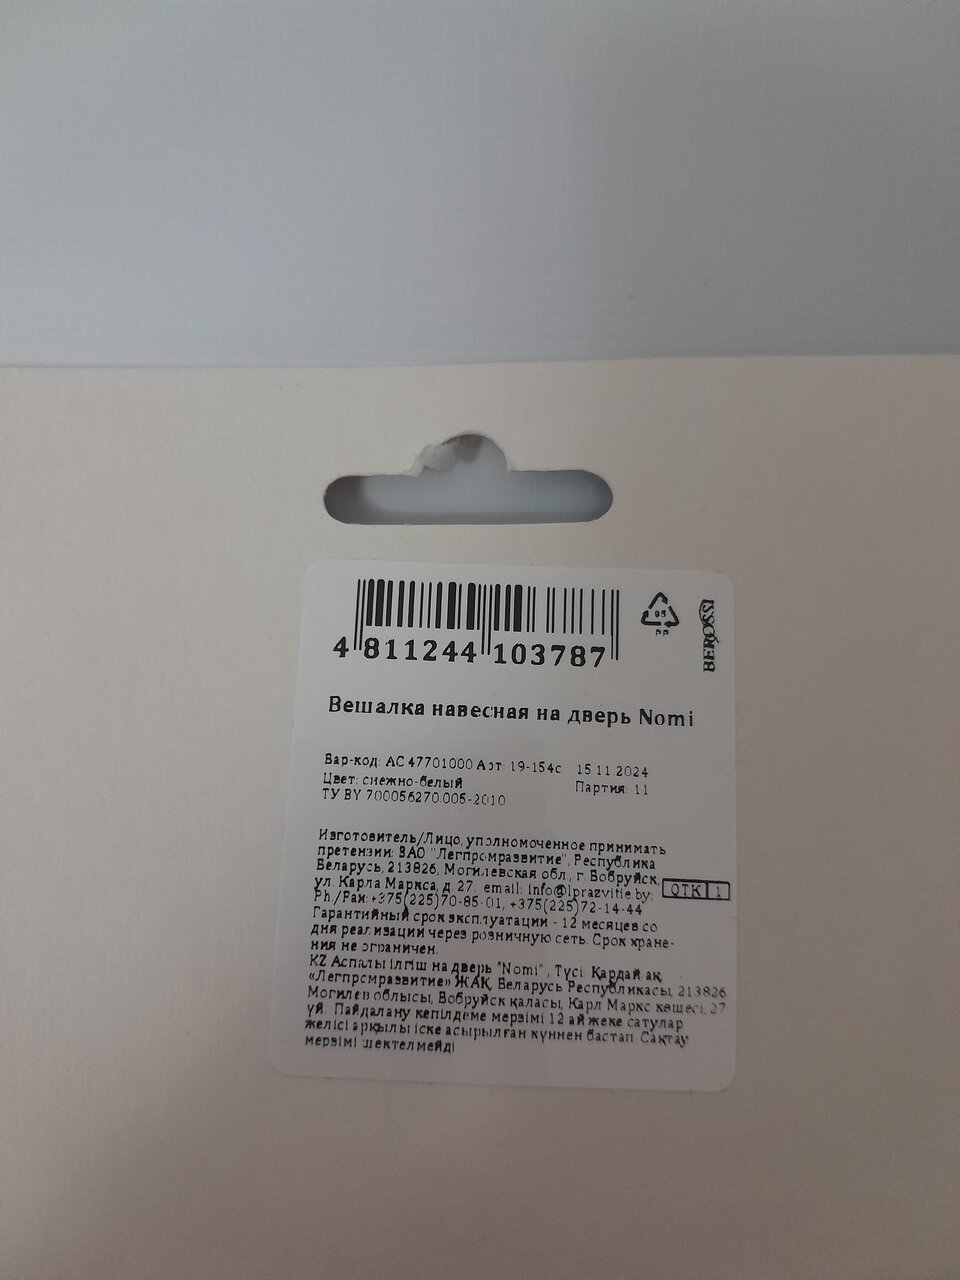 4 811244 103787
05
PP
BEROSSI
Вешалка навесная на дверь Nomi
Вар-код: АС 47701000 Арт: 19-154с 15 11 2024
Цвет: снежно-белый Партия: 11
ТУ BY 700056270.005-2010
Изготовитель/Лицо, уполномоченное принимать
претензии: ЗАО "Легпромразвитие", Республика
Беларусь, 213826, Могилевская обл., г. Бобруйск,
ул. Карла Маркса, д. 27. email: info@lprazvitie.by;
ОТК 1
Ph./Fax: +375(225)70-85-01, +375(225)72-14-44
Гарантийный срок эксплуатации - 12 месяцев со
дня реализации через розничную сеть. Срок хране-
ния не ограничен.
KZ Аспалы ілгіш на дверь "Nomi" , Түсі: Қардай ақ
«Легпромразвитие» ЖАҚ, Беларусь Республикасы, 213826
Могилев облысы, Бобруйск қаласы, Карл Маркс көшесі, 27
үй. Пайдалану кепілдеме мерзімі 12 ай жеке сатулар
желісі арқылы іске асырылған күннен бастап. Сақтау
мерзімі шектелмейді